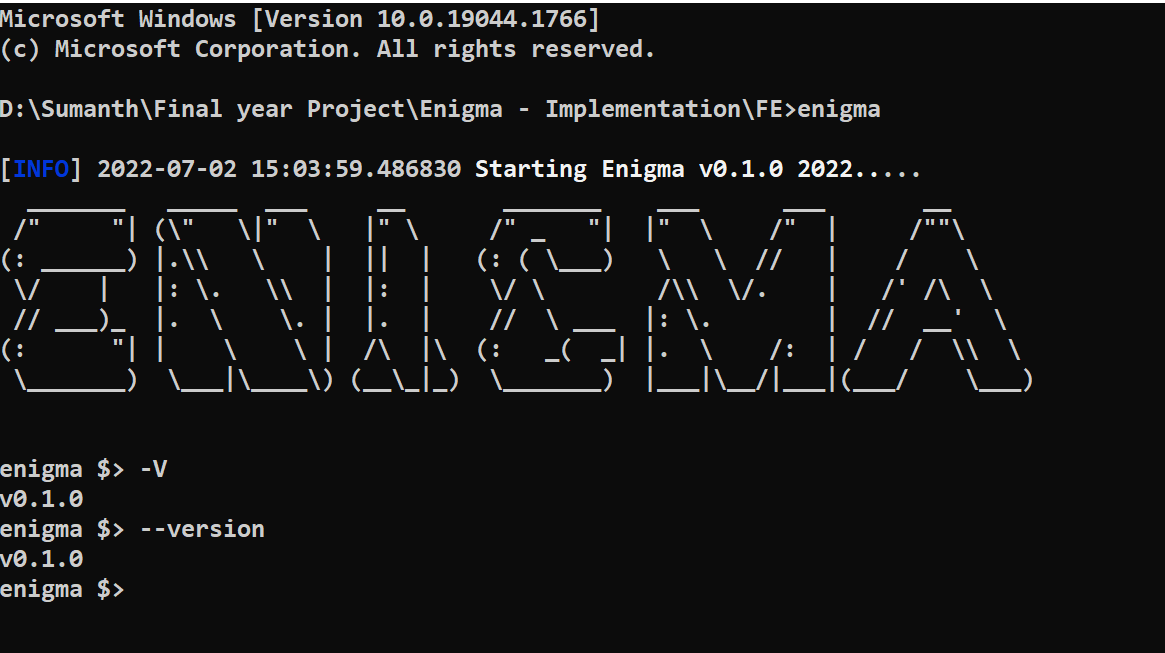 Microsoft Windows [Version 10.0.19044.1766]
(c) Microsoft Corporation. All rights reserved.
D:\Sumanth\Final year Project\Enigma - Implementation\FE>enigma
[INFO] 2022-07-02 15:03:59.486830 Starting Enigma v0.1.0 2022.....
ENIGMA
enigma $> -V
v0.1.0
enigma $> --version
v0.1.0
enigma $>